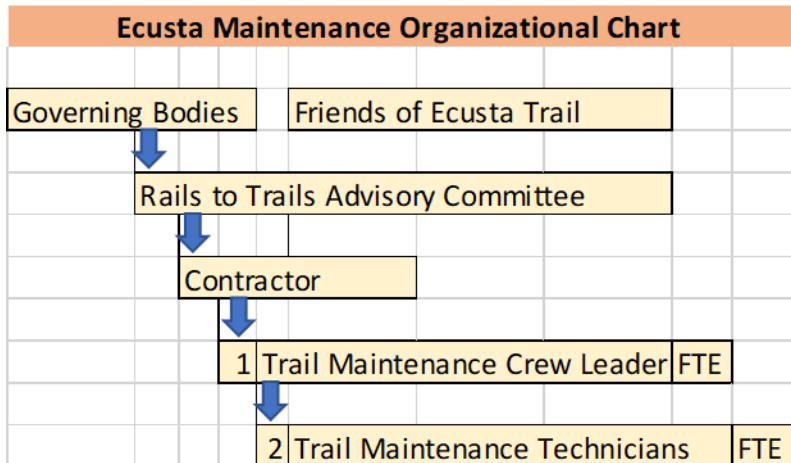 Ecusta Maintenance Organizational Chart
Governing Bodies Friends of Ecusta Trail
Rails to Trails Advisory Committee
Contractor
1 Trail Maintenance Crew Leader FTE
2 Trail Maintenance Technicians FTE